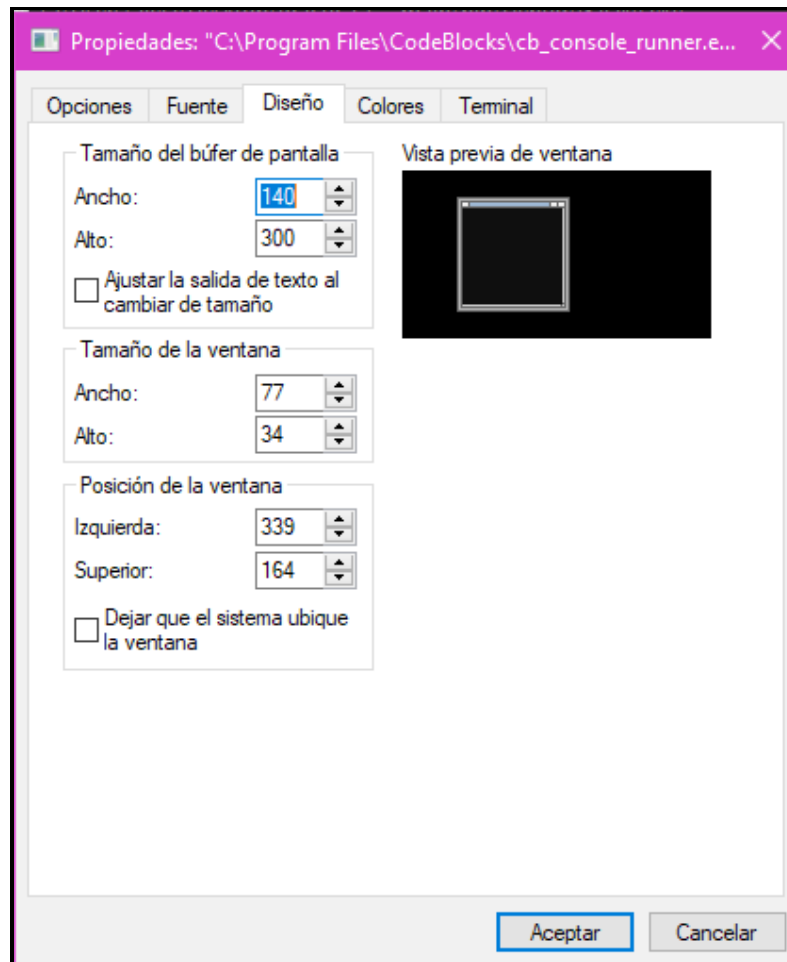 Propiedades: "C:\Program Files\CodeBlocks\cb_console_runner.e...
Opciones Fuente Diseño Colores Terminal
Tamaño del búfer de pantalla
Ancho: 140
Alto: 300
Ajustar la salida de texto al
cambiar de tamaño
Tamaño de la ventana
Ancho: 77
Alto: 34
Posición de la ventana
Izquierda: 339
Superior: 164
Dejar que el sistema ubique
la ventana
Vista previa de ventana
Aceptar Cancelar